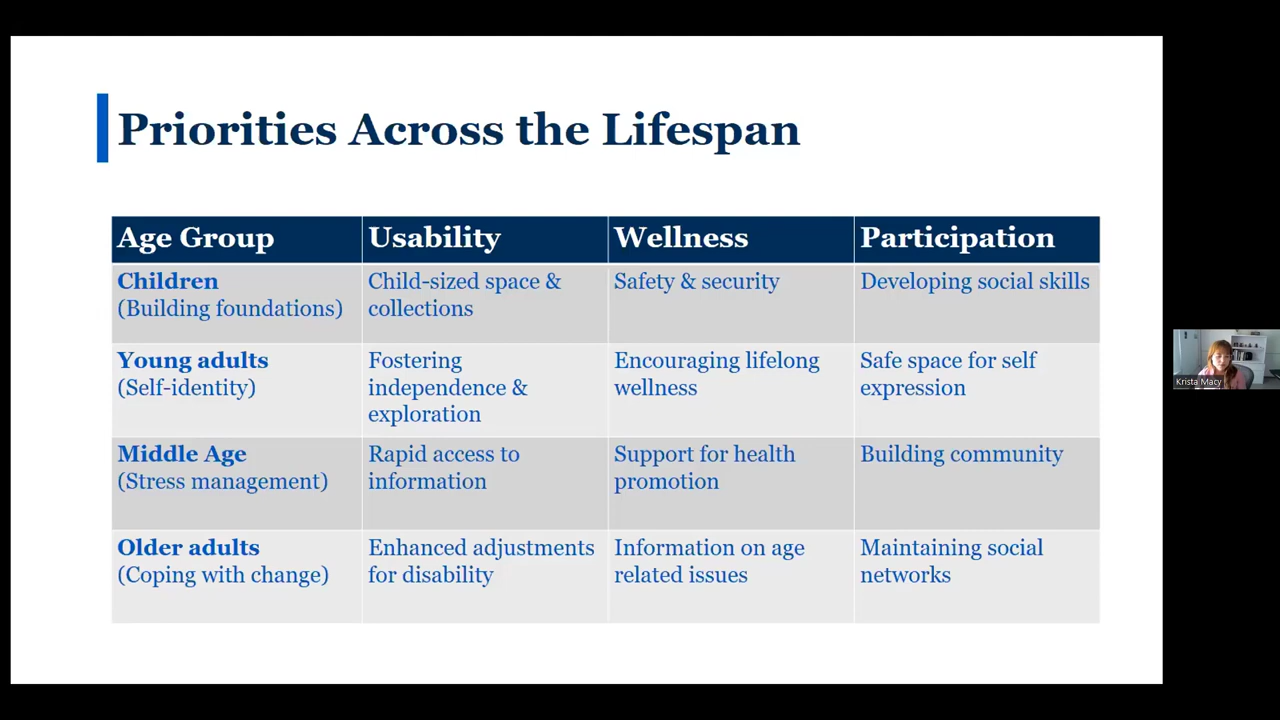 Priorities Across the Lifespan
Age Group
Usability
Wellness
Participation
Children
(Building foundations)
Child-sized space &
collections
Safety & security
Developing social skills
Young adults
(Self-identity)
Fostering
independence &
exploration
Encouraging lifelong
wellness
Safe space for self
expression
Middle Age
(Stress management)
Rapid access to
information
Support for health
promotion
Building community
Older adults
(Coping with change)
Enhanced adjustments
for disability
Information on age
related issues
Maintaining social
networks
Krista Macy